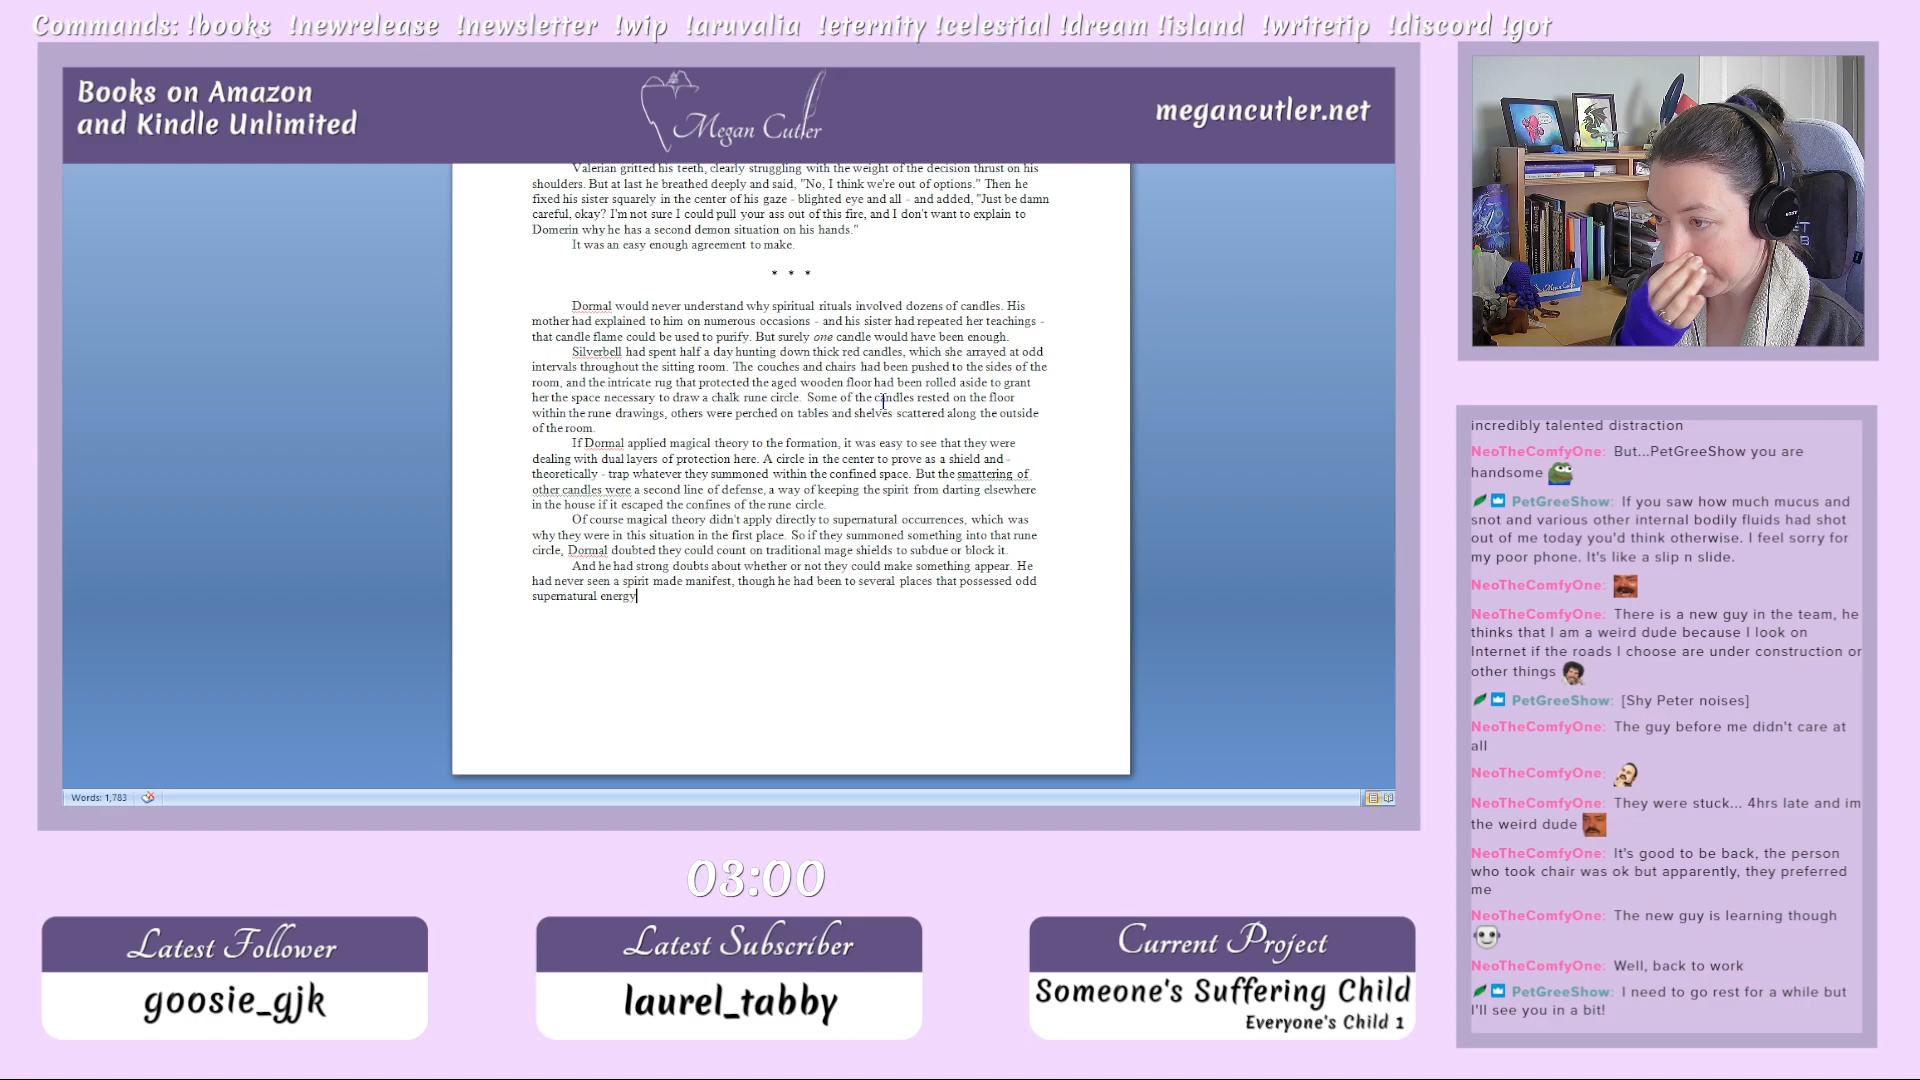 Commands: !books !newrelease !newsletter !wip !aruvalia !eternity !celestial !dream !island !writetip !discord !got
Books on Amazon
and Kindle Unlimited
Megan Cutler
megancutler.net
Valerian gritted his teeth, clearly struggling with the weight of the decision thrust on his
shoulders. But at last he breathed deeply and said, "No, I think we're out of options." Then he
fixed his sister squarely in the center of his gaze - blighted eye and all - and added, "Just be damn
careful, okay? I'm not sure I could pull your ass out of this fire, and I don't want to explain to
Domerin why he has a second demon situation on his hands."
It was an easy enough agreement to make.
* * *
Dormal would never understand why spiritual rituals involved dozens of candles. His
mother had explained to him on numerous occasions - and his sister had repeated her teachings -
that candle flame could be used to purify. But surely one candle would have been enough.
Silverbell had spent half a day hunting down thick red candles, which she arrayed at odd
intervals throughout the sitting room. The couches and chairs had been pushed to the sides of the
room, and the intricate rug that protected the aged wooden floor had been rolled aside to grant
her the space necessary to draw a chalk rune circle. Some of the candles rested on the floor
within the rune drawings, others were perched on tables and shelves scattered along the outside
of the room.
If Dormal applied magical theory to the formation, it was easy to see that they were
dealing with dual layers of protection here. A circle in the center to prove as a shield and -
theoretically - trap whatever they summoned within the confined space. But the smattering of
other candles were a second line of defense, a way of keeping the spirit from darting elsewhere
in the house if it escaped the confines of the rune circle.
Of course magical theory didn't apply directly to supernatural occurrences, which was
why they were in this situation in the first place. So if they summoned something into that rune
circle, Dormal doubted they could count on traditional mage shields to subdue or block it.
And he had strong doubts about whether or not they could make something appear. He
had never seen a spirit made manifest, though he had been to several places that possessed odd
supernatural energy
Words: 1,783
03:00
Latest Follower
goosie_gjk
Latest Subscriber
laurel_tabby
Current Project
Someone's Suffering Child
Everyone's Child 1
SONY
incredibly talented distraction
NeoTheComfyOne: But...PetGreeShow you are
handsome
PetGreeShow: If you saw how much mucus and
snot and various other internal bodily fluids had shot
out of me today you'd think otherwise. I feel sorry for
my poor phone. It's like a slip n slide.
NeoTheComfyOne:
NeoTheComfyOne: There is a new guy in the team, he
thinks that I am a weird dude because I look on
Internet if the roads I choose are under construction or
other things
PetGreeShow: [Shy Peter noises]
NeoTheComfyOne: The guy before me didn't care at
all
NeoTheComfyOne:
NeoTheComfyOne: They were stuck... 4hrs late and im
the weird dude
NeoTheComfyOne: It's good to be back, the person
who took chair was ok but apparently, they preferred
me
NeoTheComfyOne: The new guy is learning though
NeoTheComfyOne: Well, back to work
PetGreeShow: I need to go rest for a while but
I'll see you in a bit!